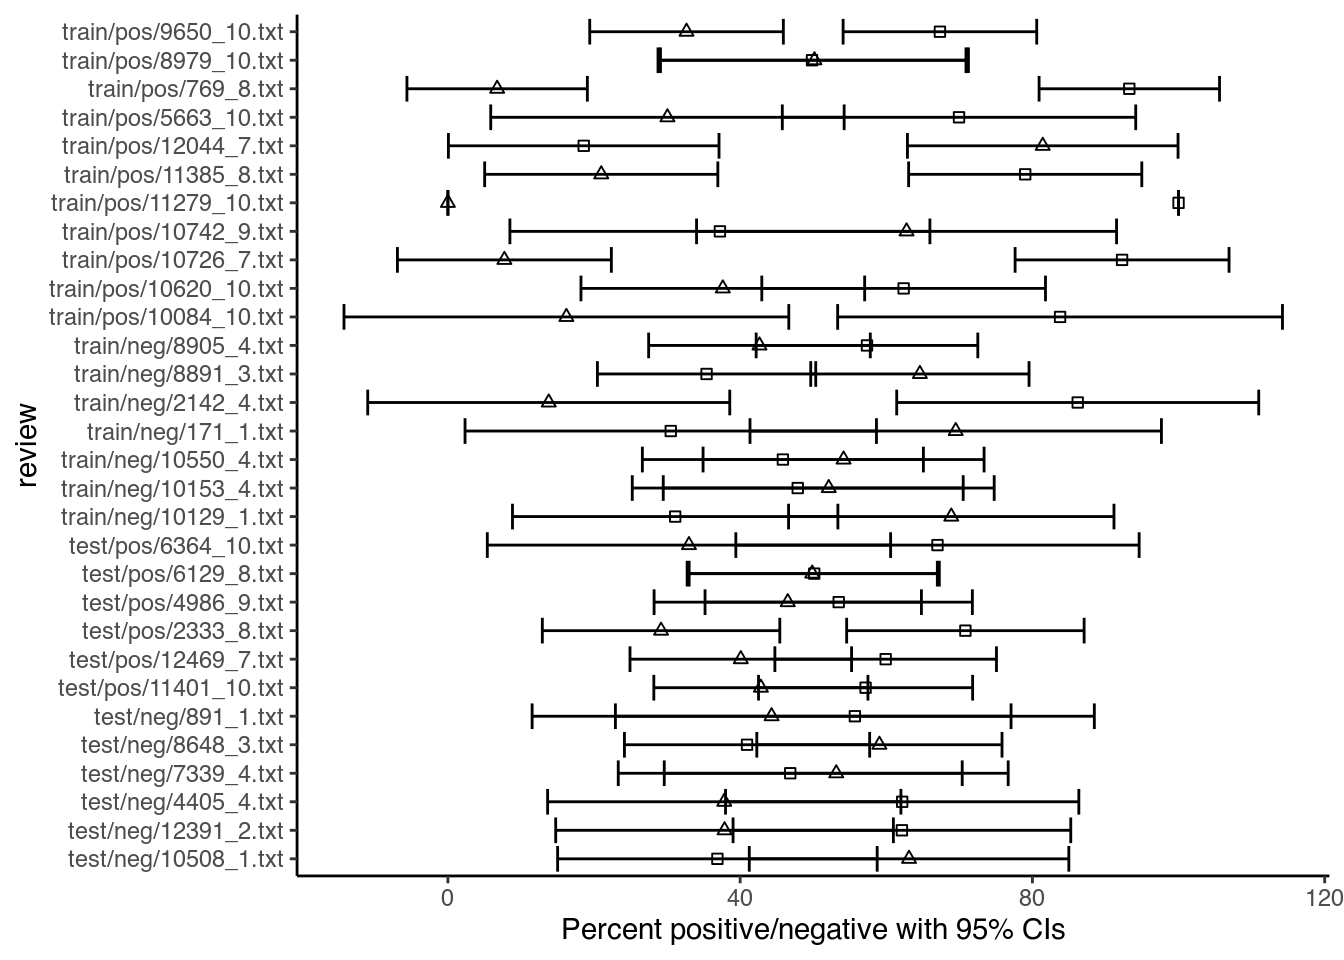 train/pos/9650_10.txt
train/pos/8979_10.txt
train/pos/769_8.txt
train/pos/5663_10.txt
train/pos/12044_7.txt
train/pos/11385_8.txt
train/pos/11279_10.txt
train/pos/10742_9.txt
train/pos/10726_7.txt
train/pos/10620_10.txt
train/pos/10084_10.txt
train/neg/8905_4.txt
train/neg/8891_3.txt
train/neg/2142_4.txt
train/neg/171_1.txt
train/neg/10550_4.txt
train/neg/10153_4.txt
train/neg/10129_1.txt
test/pos/6364_10.txt
test/pos/6129_8.txt
test/pos/4986_9.txt
test/pos/2333_8.txt
test/pos/12469_7.txt
test/pos/11401_10.txt
test/neg/891_1.txt
test/neg/8648_3.txt
test/neg/7339_4.txt
test/neg/4405_4.txt
test/neg/12391_2.txt
test/neg/10508_1.txt
review
0 40 80 120
Percent positive/negative with 95% CIs